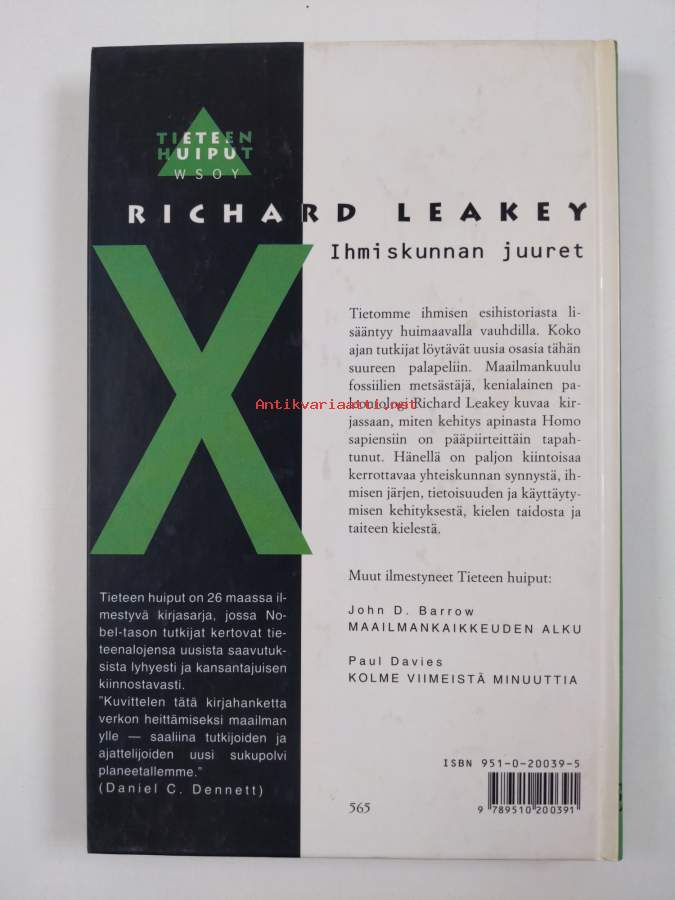 TIETEEN
HUIPUT
WSOY
RICHARD LEAKEY
X
Ihmiskunnan juuret
Tietomme ihmisen esihistoriasta li-
sääntyy huimaavalla vauhdilla. Koko
ajan tutkijat löytävät uusia osasia tähän
suureen palapeliin. Maailmankuulu
fossiilien metsästäjä, kenialainen pa-
Richard Leakey kuvaa kir-
Antikvariaatti.net
jassaan, miten kehitys apinasta Homo
sapiensiin on pääpiirteittäin tapah-
tunut. Hänellä on paljon kiintoisaa
kerrottavaa yhteiskunnan synnystä, ih-
misen järjen, tietoisuuden ja käyttäyty-
misen kehityksestä, kielen taidosta ja
taiteen kielestä.
Muut ilmestyneet Tieteen huiput:
John D. Barrow
MAAILMANKAIKKEUDEN ALKU
Paul Davies
KOLME VIIMEISTÄ MINUUTTIA
Tieteen huiput on 26 maassa il-
mestyvä kirjasarja, jossa No-
bel-tason tutkijat kertovat tie-
teenalojensa uusista saavutuk-
sista lyhyesti ja kansantajuisen
kiinnostavasti.
"Kuvittelen tätä kirjahanketta
verkon heittämiseksi maailman
ylle — saaliina tutkijoiden ja
ajattelijoiden uusi sukupolvi
planeetallemme."
(Daniel C. Dennett)
ISBN 951-0-20039-5
9 789510 200391
565